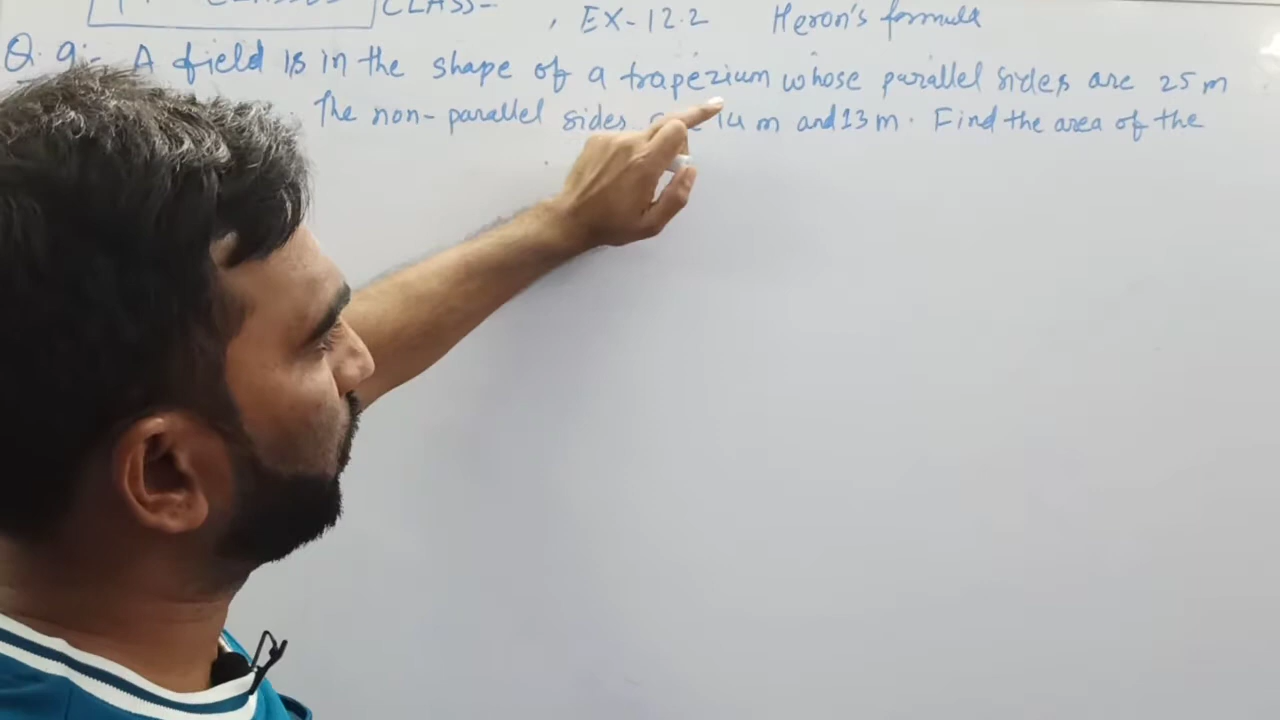 CLASS-
, EX-12.2 Heron's formula
Q.9:- A field is in the shape of a trapezium whose parallel sides are 25 m
The non-parallel sides 14 m and 13 m. Find the area of the